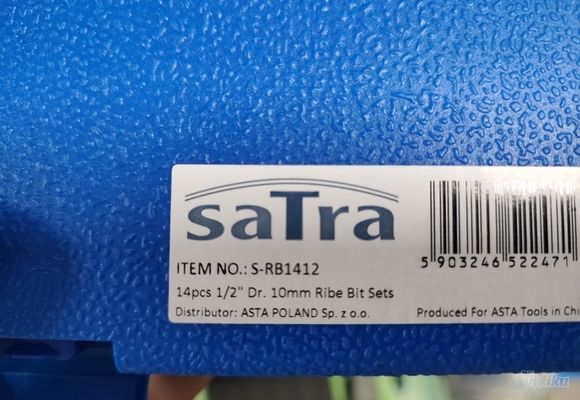 saTra
5 903246 522471
ITEM NO.: S-RB1412
14pcs 1/2" Dr. 10mm Ribe Bit Sets
Distributor: ASTA POLAND Sp. z o.o.
Produced For ASTA Tools in Chi